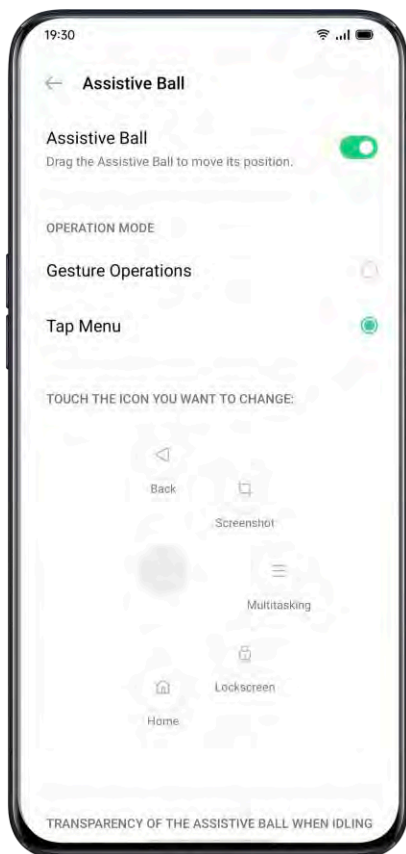 19:30
Assistive Ball
Assistive Ball
Drag the Assistive Ball to move its position.
OPERATION MODE
Gesture Operations
Tap Menu
TOUCH THE ICON YOU WANT TO CHANGE:
Back
Screenshot
Multitasking
Lockscreen
Home
TRANSPARENCY OF THE ASSISTIVE BALL WHEN IDLING